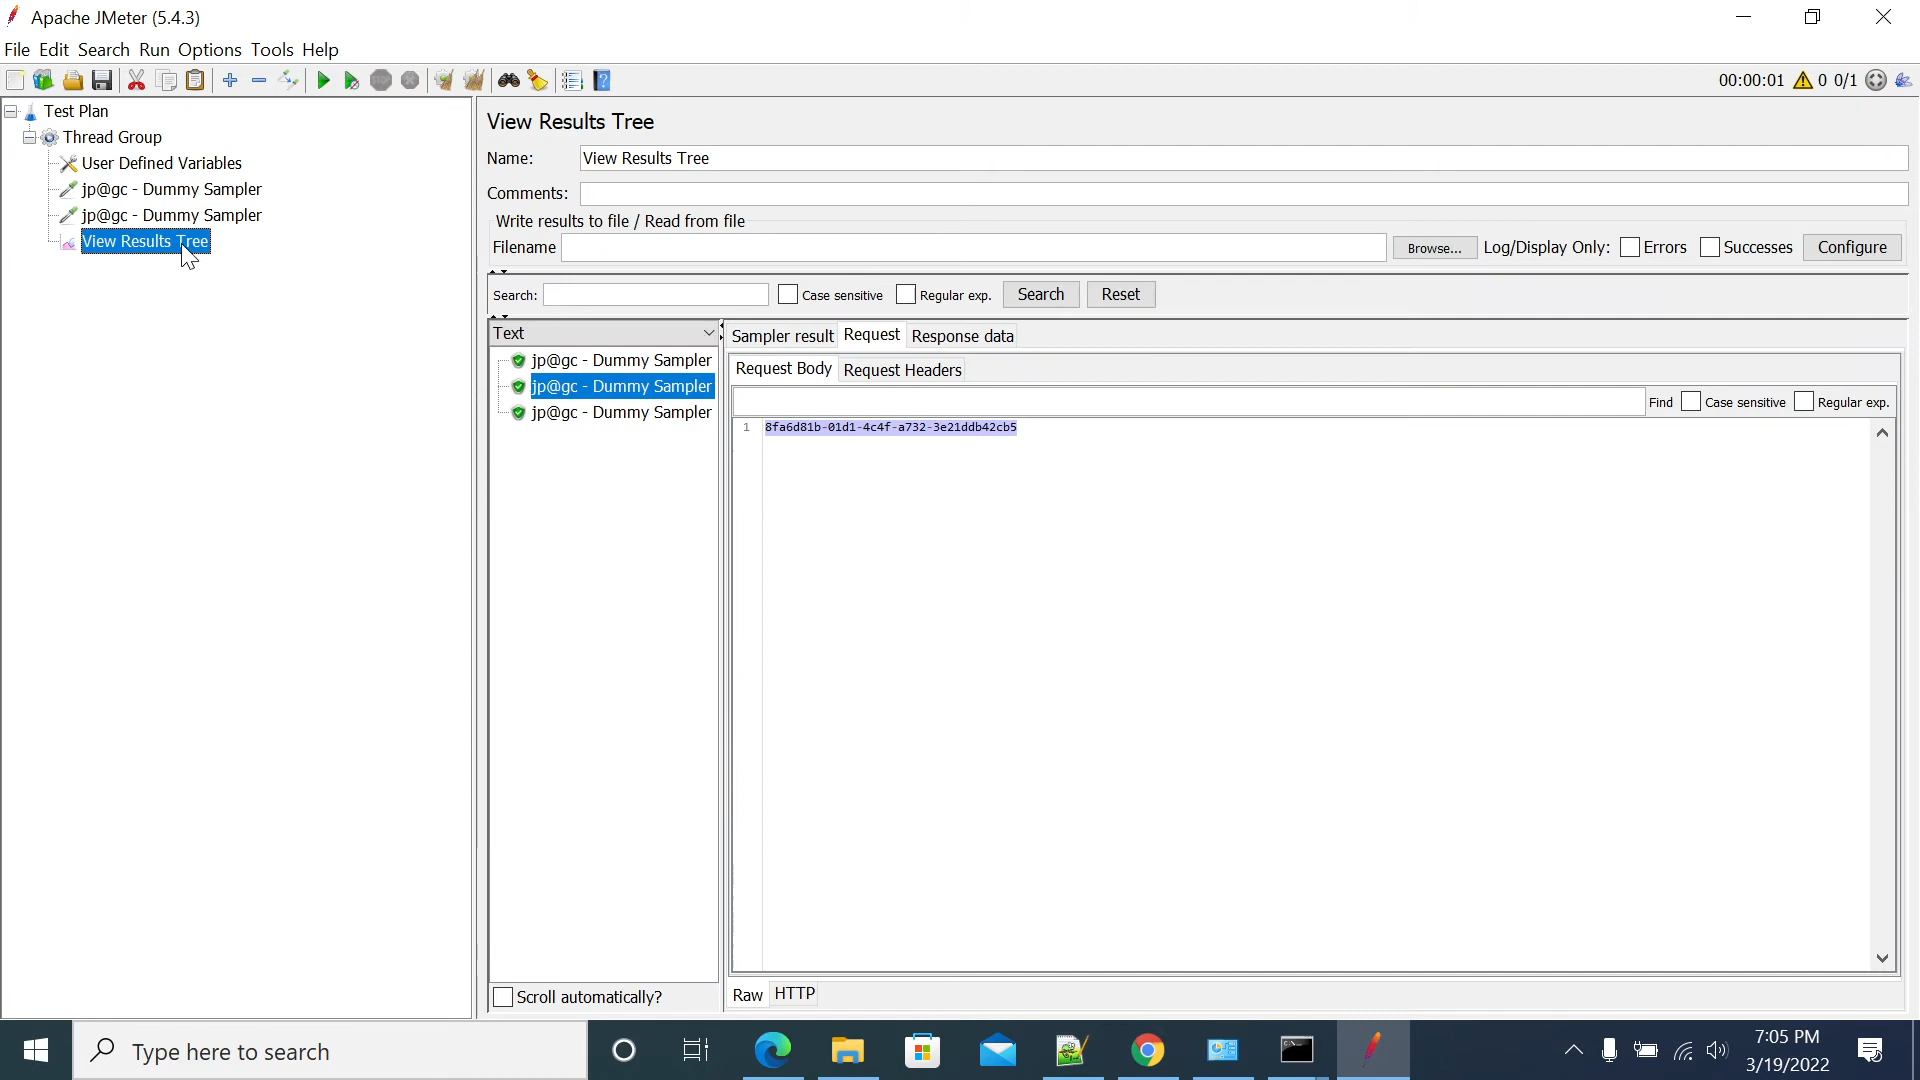 Apache JMeter (5.4.3)
File Edit Search Run Options Tools Help
00:00:01 0 0/1
Test Plan
Thread Group
User Defined Variables
jp@gc - Dummy Sampler
jp@gc - Dummy Sampler
View Results Tree
View Results Tree
Name: View Results Tree
Comments:
Write results to file / Read from file
Filename Browse... Log/Display Only: Errors Successes Configure
Search: Case sensitive Regular exp. Search Reset
Text
jp@gc - Dummy Sampler
jp@gc - Dummy Sampler
jp@gc - Dummy Sampler
Scroll automatically?
Sampler result Request Response data
Request Body Request Headers
Find Case sensitive Regular exp.
1 8fa6d81b-01d1-4c4f-a732-3e21ddb42cb5
Raw HTTP
Type here to search
7:05 PM
3/19/2022